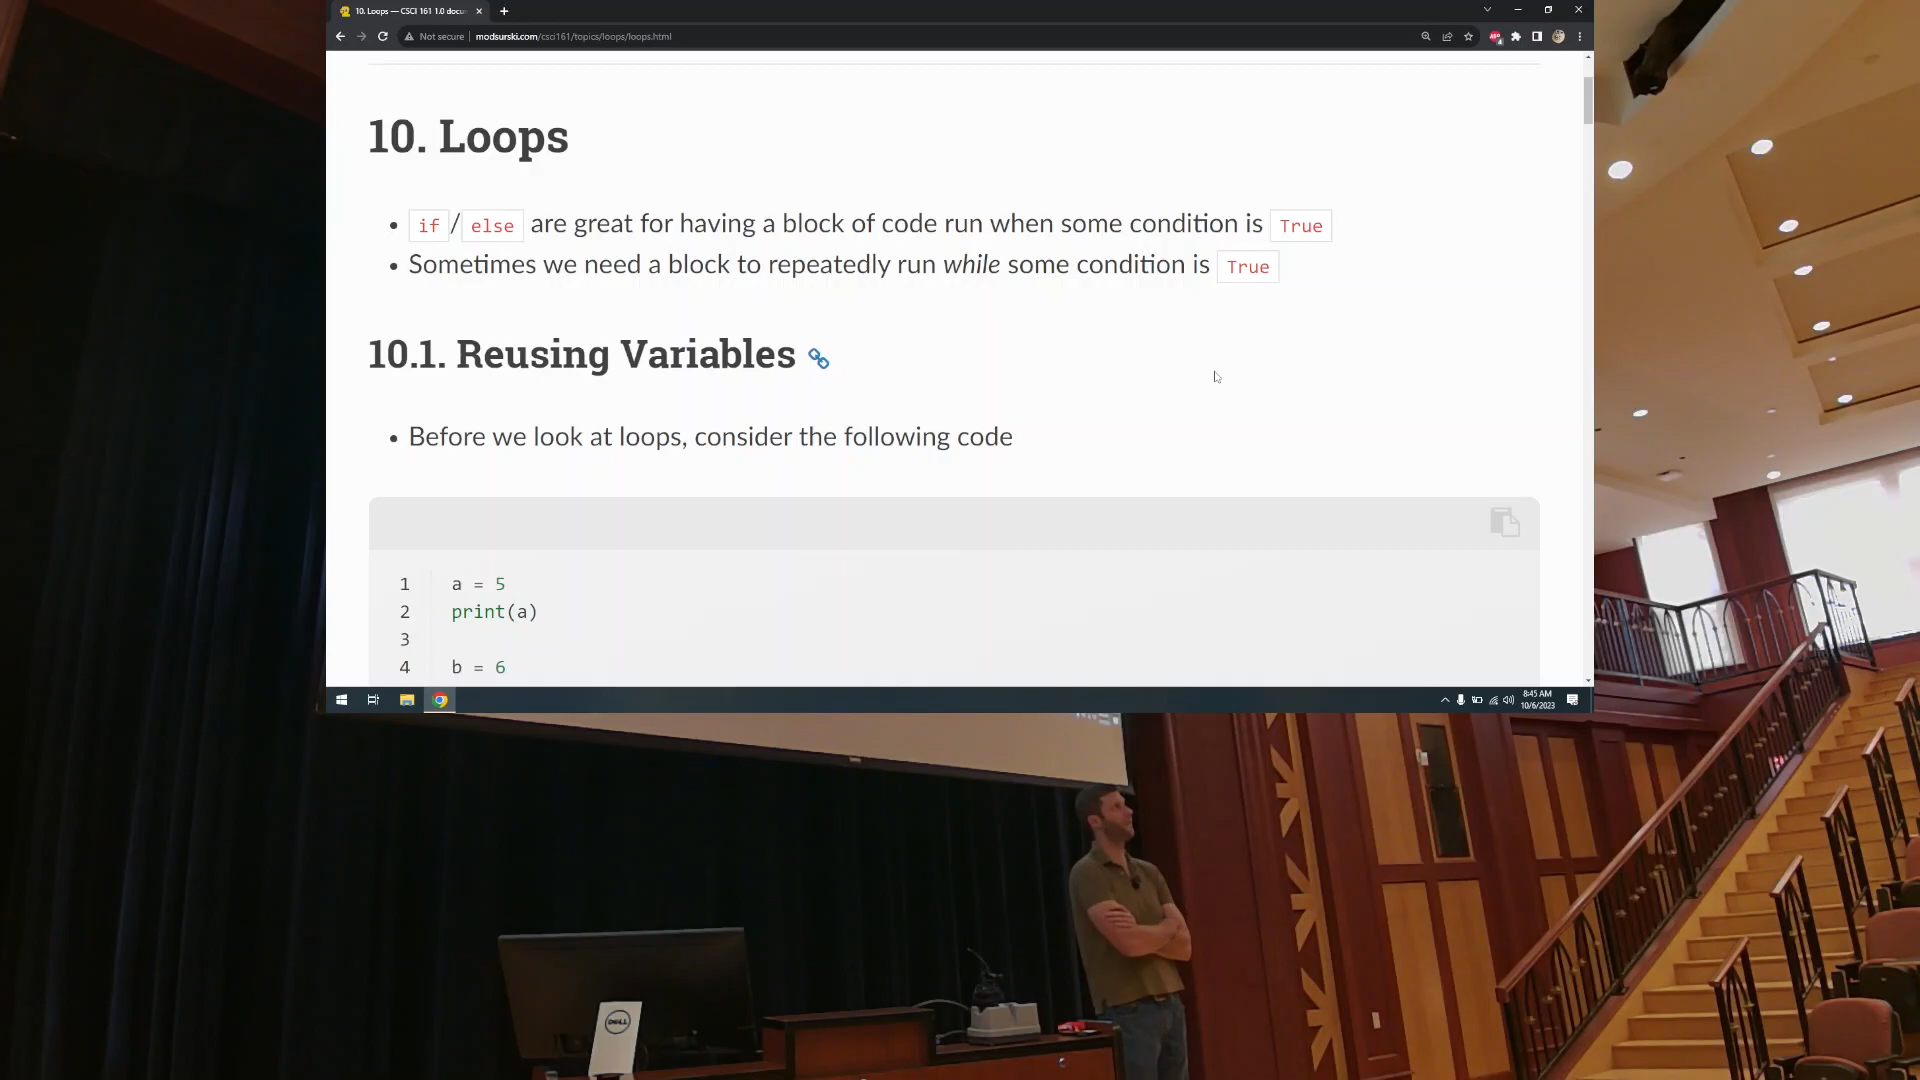 10. Loops — CSCI 161 1.0 docu
Not secure
modsurski.com/csci161/topics/loops/loops.html
10. Loops
if / else are great for having a block of code run when some condition is True
Sometimes we need a block to repeatedly run while some condition is True
10.1. Reusing Variables
Before we look at loops, consider the following code
1 a = 5
2 print(a)
3
4 b = 6
8:45 AM
10/6/2023
DELL